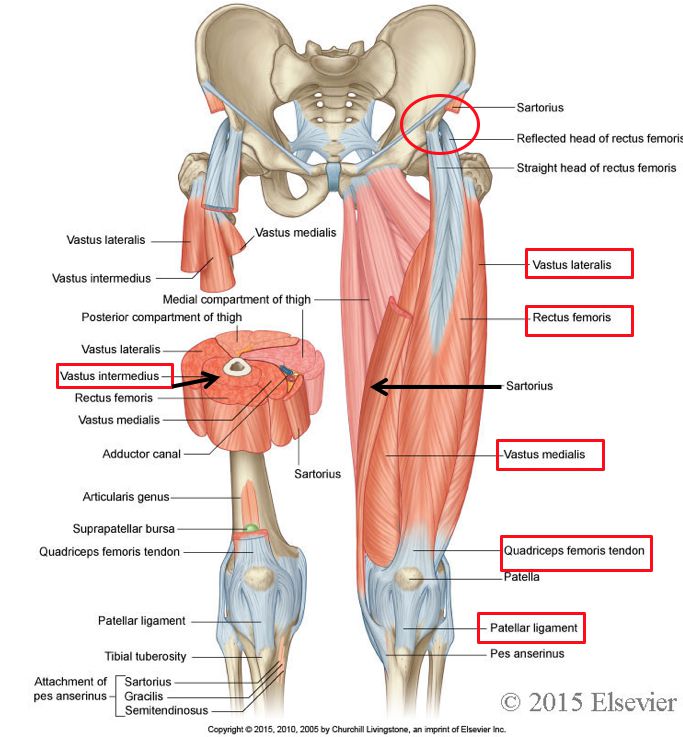 Sartorius
Reflected head of rectus femoris
Straight head of rectus femoris
Vastus lateralis
Vastus medialis
Vastus intermedius
Vastus lateralis
Medial compartment of thigh
Posterior compartment of thigh
Rectus femoris
Vastus lateralis
Vastus intermedius
Sartorius
Rectus femoris
Vastus medialis
Adductor canal
Vastus medialis
Sartorius
Articularis genus
Suprapatellar bursa
Quadriceps femoris tendon
Quadriceps femoris tendon
Patella
Patellar ligament
Patellar ligament
Tibial tuberosity
Pes anserinus
Attachment of
pes anserinus
Sartorius
Gracilis
Semitendinosus
© 2015 Elsevier
Copyright © 2015, 2010, 2005 by Churchill Livingstone, an imprint of Elsevier Inc.